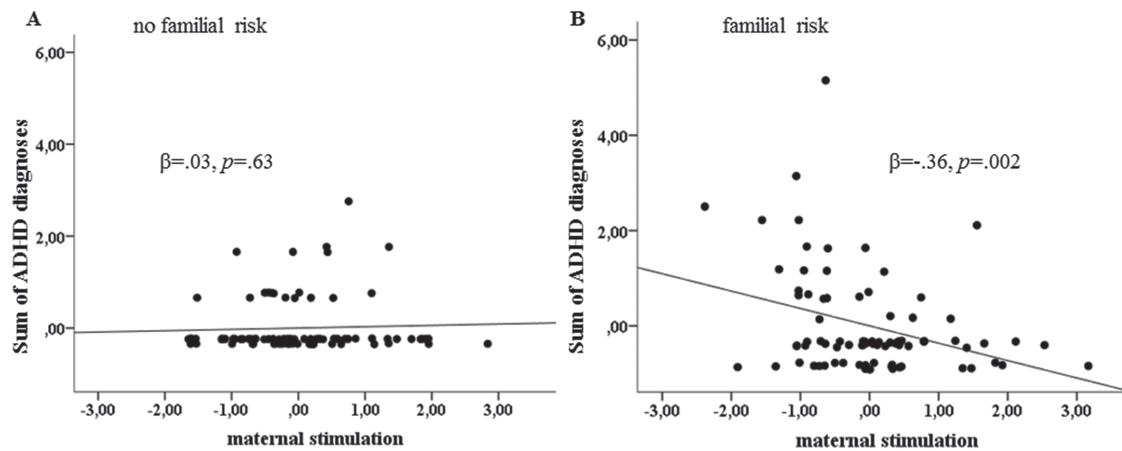 A
no familial risk
6,00
4,00
2,00
,00
Sum of ADHD diagnoses
β=.03, p=.63
-3,00 -2,00 -1,00 ,00 1,00 2,00 3,00
maternal stimulation
B
familial risk
6,00
4,00
2,00
,00
Sum of ADHD diagnoses
β=-.36, p=.002
-3,00 -2,00 -1,00 ,00 1,00 2,00 3,00
maternal stimulation